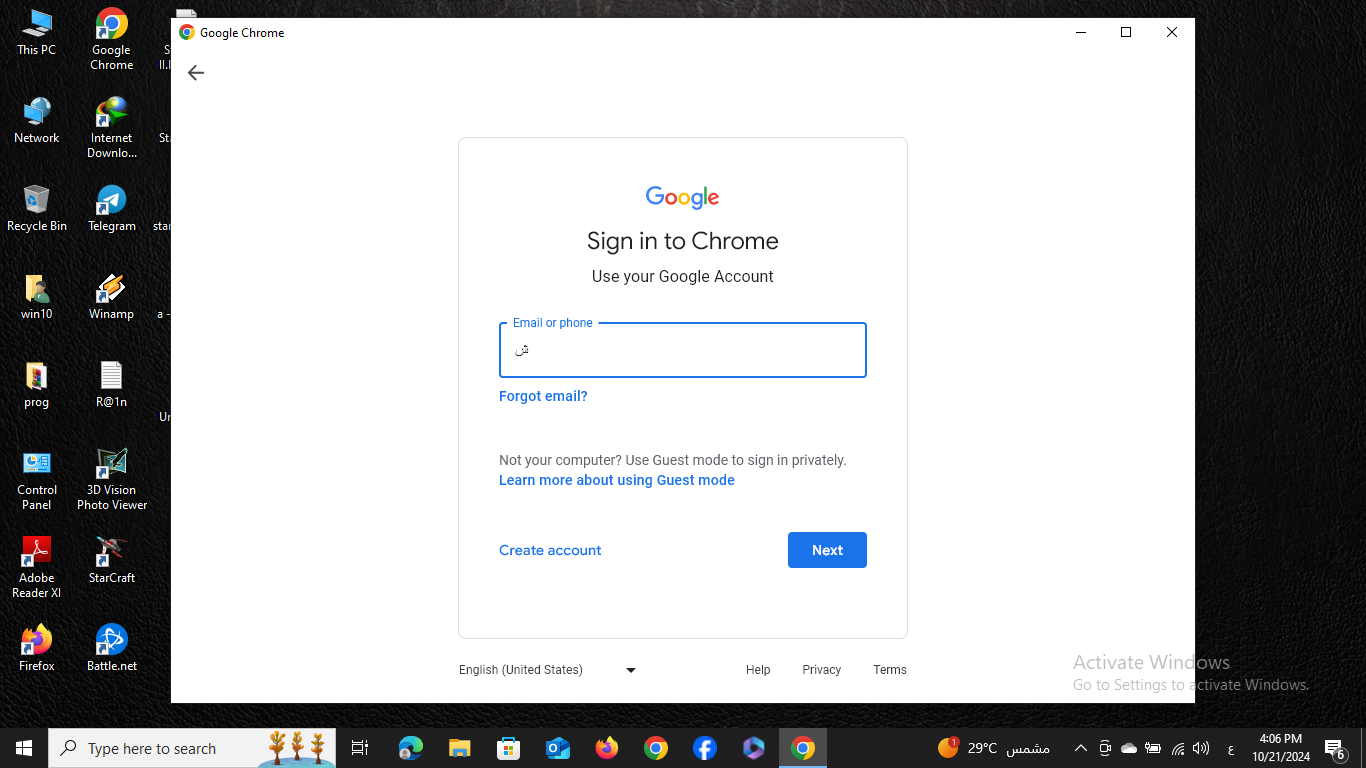 This PC
Google
Chrome
Network
Internet
Downlo...
Recycle Bin
Telegram
win10
Winamp
prog
R@1n
Control
Panel
3D Vision
Photo Viewer
Adobe
Reader XI
StarCraft
Firefox
Battle.net
Google Chrome
Google
Sign in to Chrome
Use your Google Account
Email or phone
ش
Forgot email?
Not your computer? Use Guest mode to sign in privately.
Learn more about using Guest mode
Create account
Next
English (United States)
Help
Privacy
Terms
Activate Windows
Go to Settings to activate Windows.
Type here to search
1
29°C
مشمس
ع
4:06 PM
10/21/2024
6